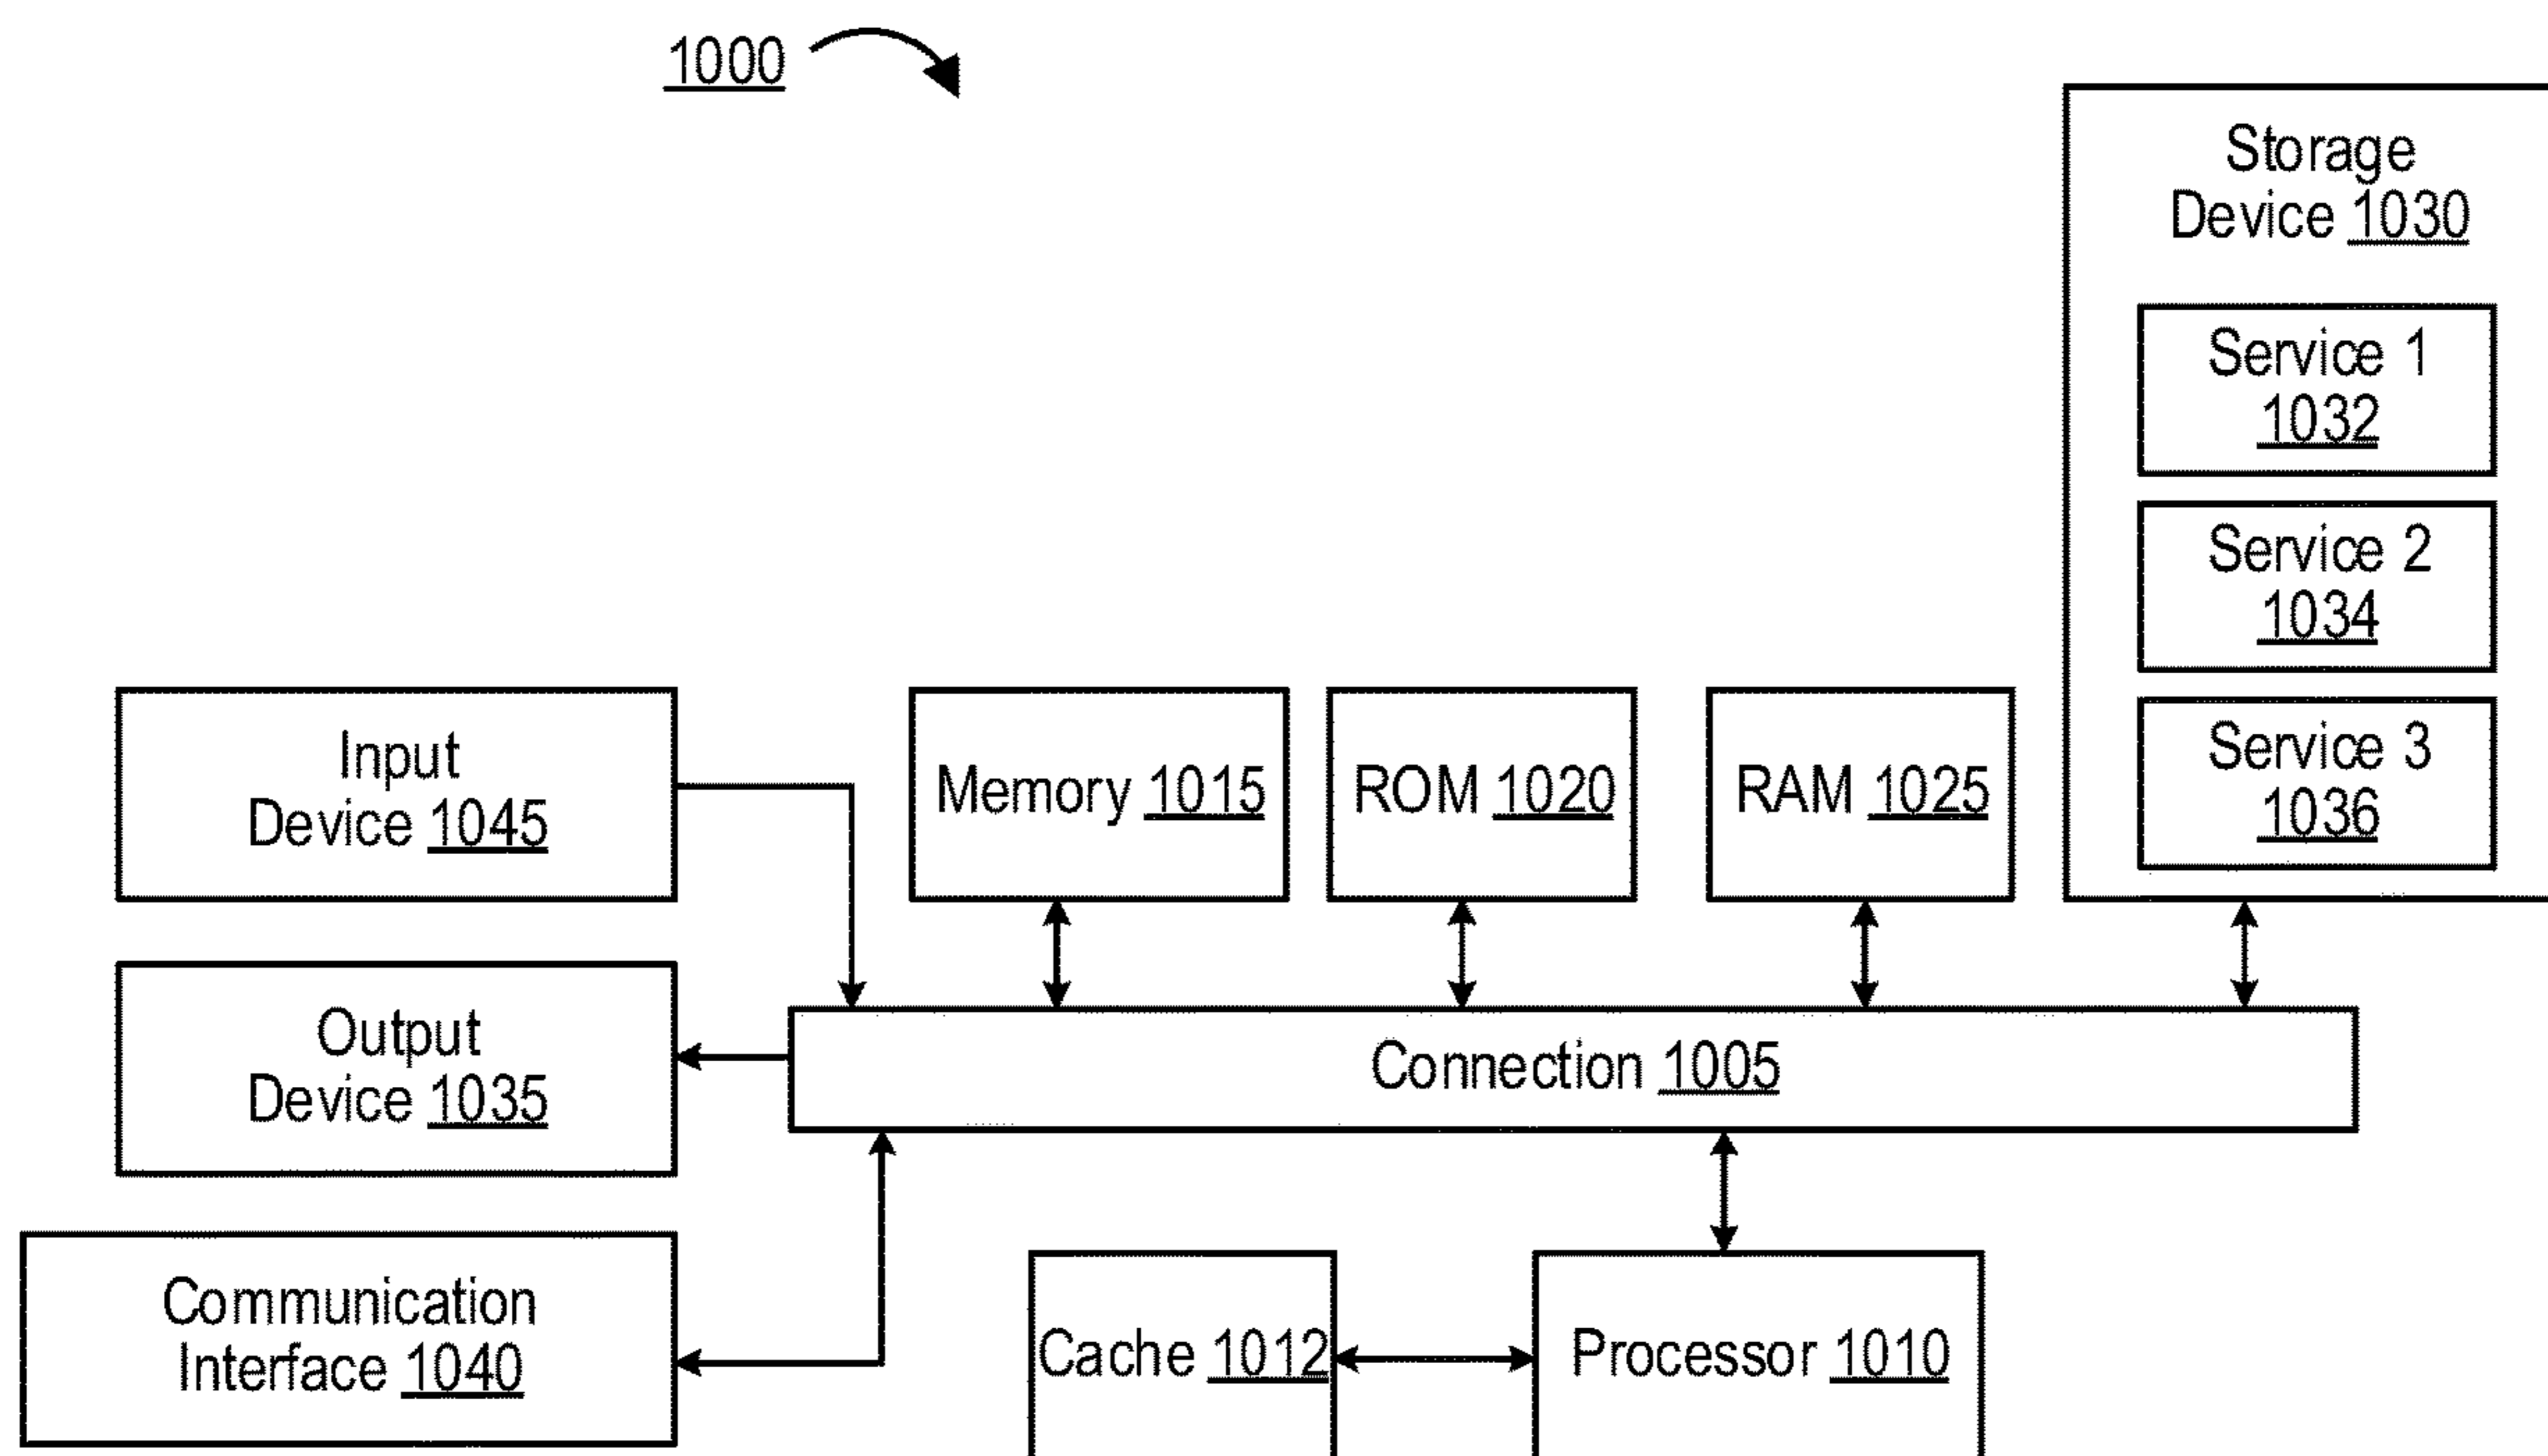 1000
Storage
Device 1030
Service 1
1032
Service 2
1034
Service 3
1036
Input
Device 1045
Memory 1015
ROM 1020
RAM 1025
Output
Device 1035
Connection 1005
Communication
Interface 1040
Cache 1012
Processor 1010